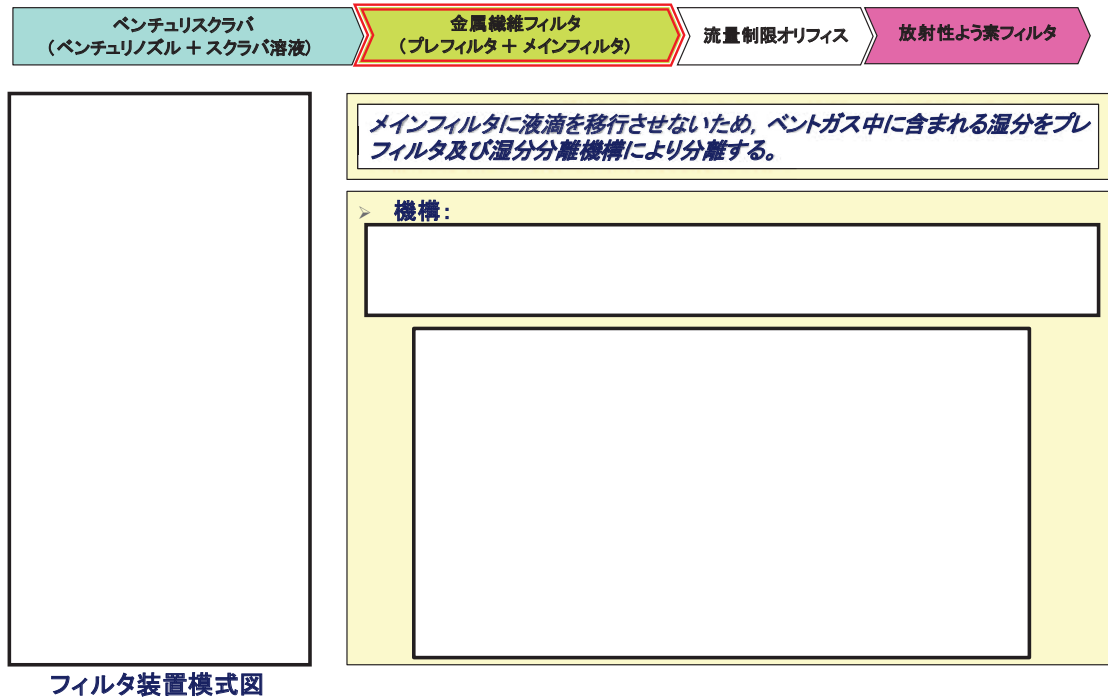 ベンチュリスクラバ
（ベンチュリノズル ＋ スクラバ溶液）
金属繊維フィルタ
（プレフィルタ＋ メインフィルタ）
流量制限オリフィス
放射性よう素フィルタ
メインフィルタに液滴を移行させないため，ベントガス中に含まれる湿分をプレ
フィルタ及び湿分分離機構により分離する。
➢ 機構：
フィルタ装置模式図